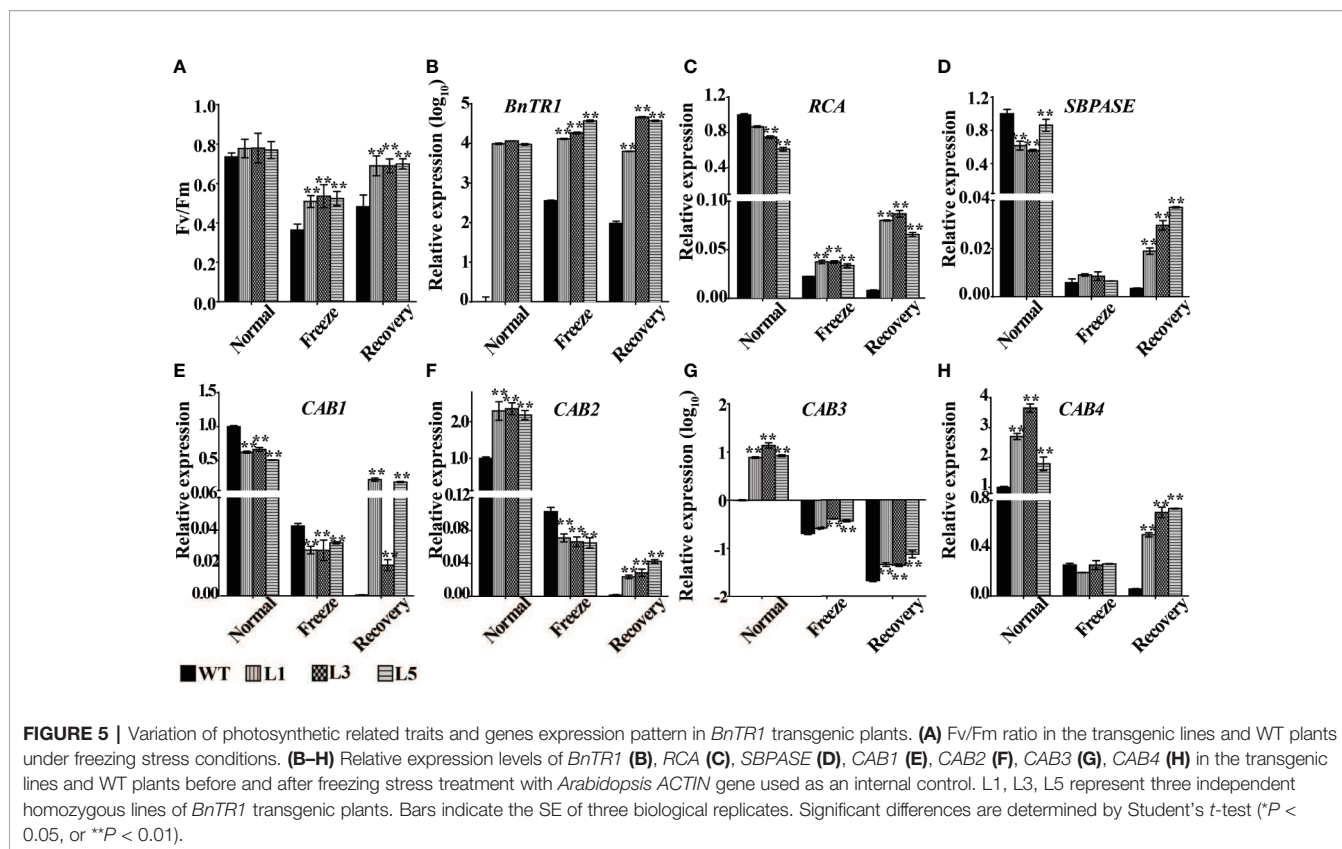 A
B
C
D
BnTR1
RCA
SBPASE
Fv/Fm
1.0
0.8
0.6
0.4
0.2
0.0
** ** **
** ** **
Normal
Freeze
Recovery
Relative expression (log10)
5
4
3
2
1
0
** ** **
** ** **
Normal
Freeze
Recovery
Relative expression
1.2
1.0
0.8
0.6
0.4
0.10
0.05
0.00
** **
** ** **
** ** **
Normal
Freeze
Recovery
Relative expression
1.2
0.9
0.6
0.3
0.04
0.02
0.00
** ** **
** ** **
Normal
Freeze
Recovery
E
F
G
H
CAB1
CAB2
CAB3
CAB4
Relative expression
1.5
1.0
0.5
0.06
0.04
0.02
0.00
** ** **
** ** **
** ** **
Normal
Freeze
Recovery
Relative expression
2.0
1.0
0.12
0.08
0.04
0.00
** ** **
** ** **
** ** **
Normal
Freeze
Recovery
Relative expression (log10)
2
1
0
-1
-2
** ** **
** **
** ** **
Normal
Freeze
Recovery
Relative expression
4
3
2
1
0.8
0.4
0.0
** ** **
** ** **
Normal
Freeze
Recovery
WT L1 L3 L5
FIGURE 5 | Variation of photosynthetic related traits and genes expression pattern in BnTR1 transgenic plants. (A) Fv/Fm ratio in the transgenic lines and WT plants
under freezing stress conditions. (B–H) Relative expression levels of BnTR1 (B), RCA (C), SBPASE (D), CAB1 (E), CAB2 (F), CAB3 (G), CAB4 (H) in the transgenic
lines and WT plants before and after freezing stress treatment with Arabidopsis ACTIN gene used as an internal control. L1, L3, L5 represent three independent
homozygous lines of BnTR1 transgenic plants. Bars indicate the SE of three biological replicates. Significant differences are determined by Student's t-test (*P <
0.05, or **P < 0.01).